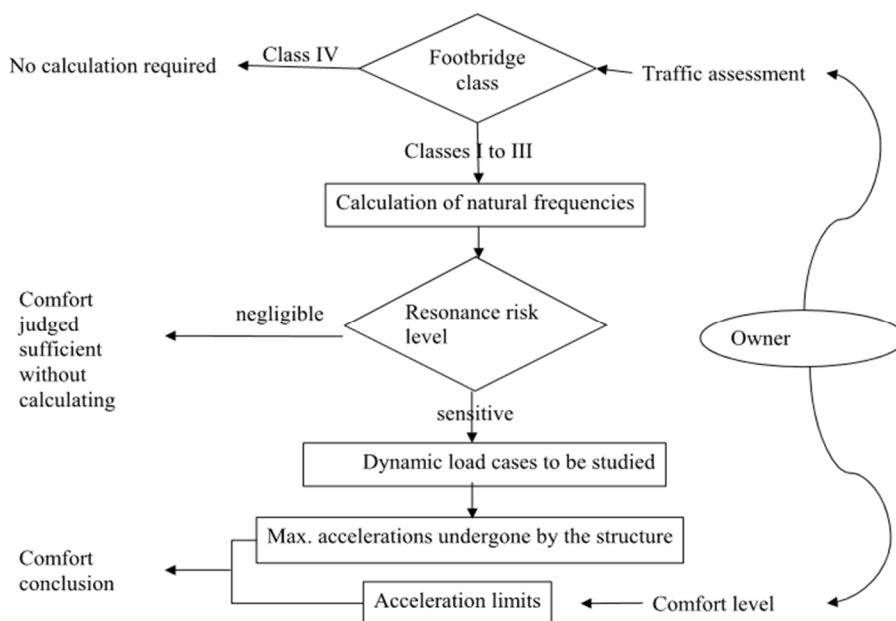 Class IV
No calculation required
Footbridge
class
Traffic assessment
Classes I to III
Calculation of natural frequencies
Comfort
judged
sufficient
without
calculating
negligible
Resonance risk
level
Owner
sensitive
Dynamic load cases to be studied
Max. accelerations undergone by the structure
Comfort
conclusion
Acceleration limits
Comfort level